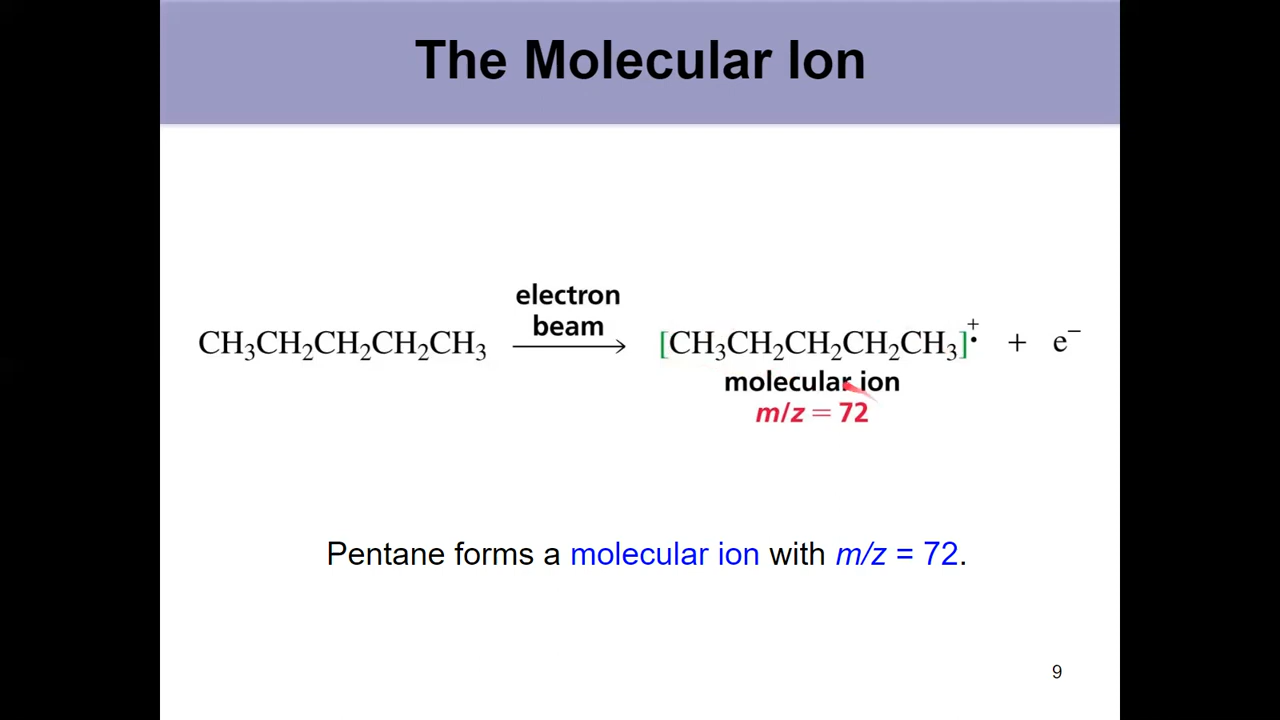 The Molecular Ion
electron
beam
CH₃CH₂CH₂CH₂CH₃ → [CH₃CH₂CH₂CH₂CH₃]⁺• + e⁻
molecular ion
m/z = 72
Pentane forms a molecular ion with m/z = 72.
9